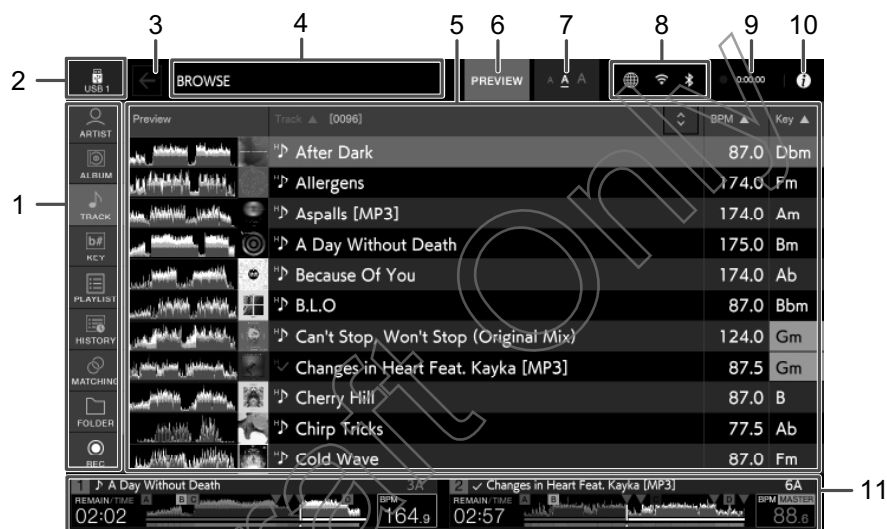 3 4 5 6 7 8 9 10
2 USB 1 BROWSE PREVIEW A A A 0:00:00 i
1
ARTIST
ALBUM
TRACK
b# KEY
PLAYLIST
HISTORY
MATCHING
FOLDER
REC
Preview Track ▲ [0096] BPM ▲ Key ▲
After Dark 87.0 Dbm
Allergens 174.0 Fm
Aspalls [MP3] 174.0 Am
A Day Without Death 175.0 Bm
Because Of You 174.0 Ab
B.L.O 87.0 Bbm
Can't Stop Won't Stop (Original Mix) 124.0 Gm
Changes in Heart Feat. Kayka [MP3] 87.5 Gm
Cherry Hill 87.0 B
Chirp Tricks 77.5 Ab
Cold Wave 87.0 Fm
1 A Day Without Death 3A
REMAIN/TIME A B C D BPM
02:02 164.9
2 Changes in Heart Feat. Kayka [MP3] 6A
REMAIN/TIME A B C D BPM MASTER
02:57 88.6
11
Draft Only